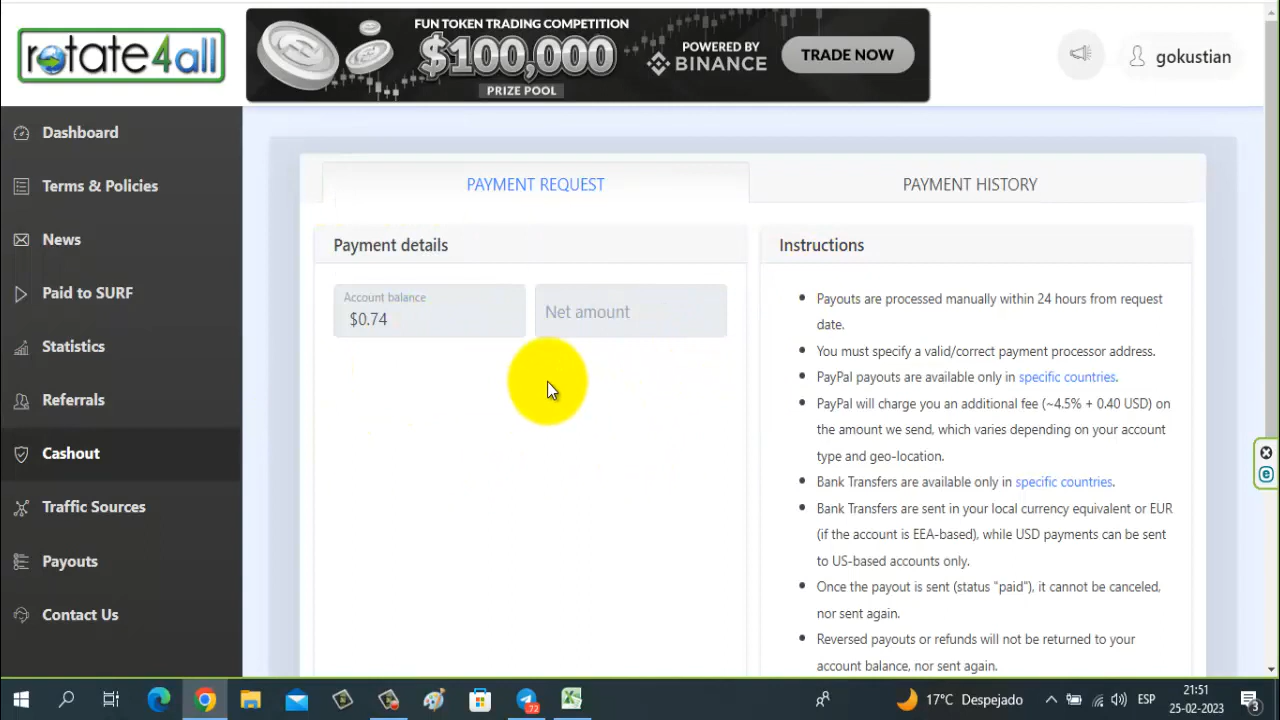 rotate4all
FUN TOKEN TRADING COMPETITION
$100,000
PRIZE POOL
POWERED BY
BINANCE
TRADE NOW
gokustian
Dashboard
Terms & Policies
News
Paid to SURF
Statistics
Referrals
Cashout
Traffic Sources
Payouts
Contact Us
PAYMENT REQUEST
PAYMENT HISTORY
Payment details
Account balance
$0.74
Net amount
Instructions
Payouts are processed manually within 24 hours from request
date.
You must specify a valid/correct payment processor address.
PayPal payouts are available only in specific countries.
PayPal will charge you an additional fee (~4.5% + 0.40 USD) on
the amount we send, which varies depending on your account
type and geo-location.
Bank Transfers are available only in specific countries.
Bank Transfers are sent in your local currency equivalent or EUR
(if the account is EEA-based), while USD payments can be sent
to US-based accounts only.
Once the payout is sent (status "paid"), it cannot be canceled,
nor sent again.
Reversed payouts or refunds will not be returned to your
account balance, nor sent again.
72
17°C Despejado
ESP
21:51
25-02-2023
3